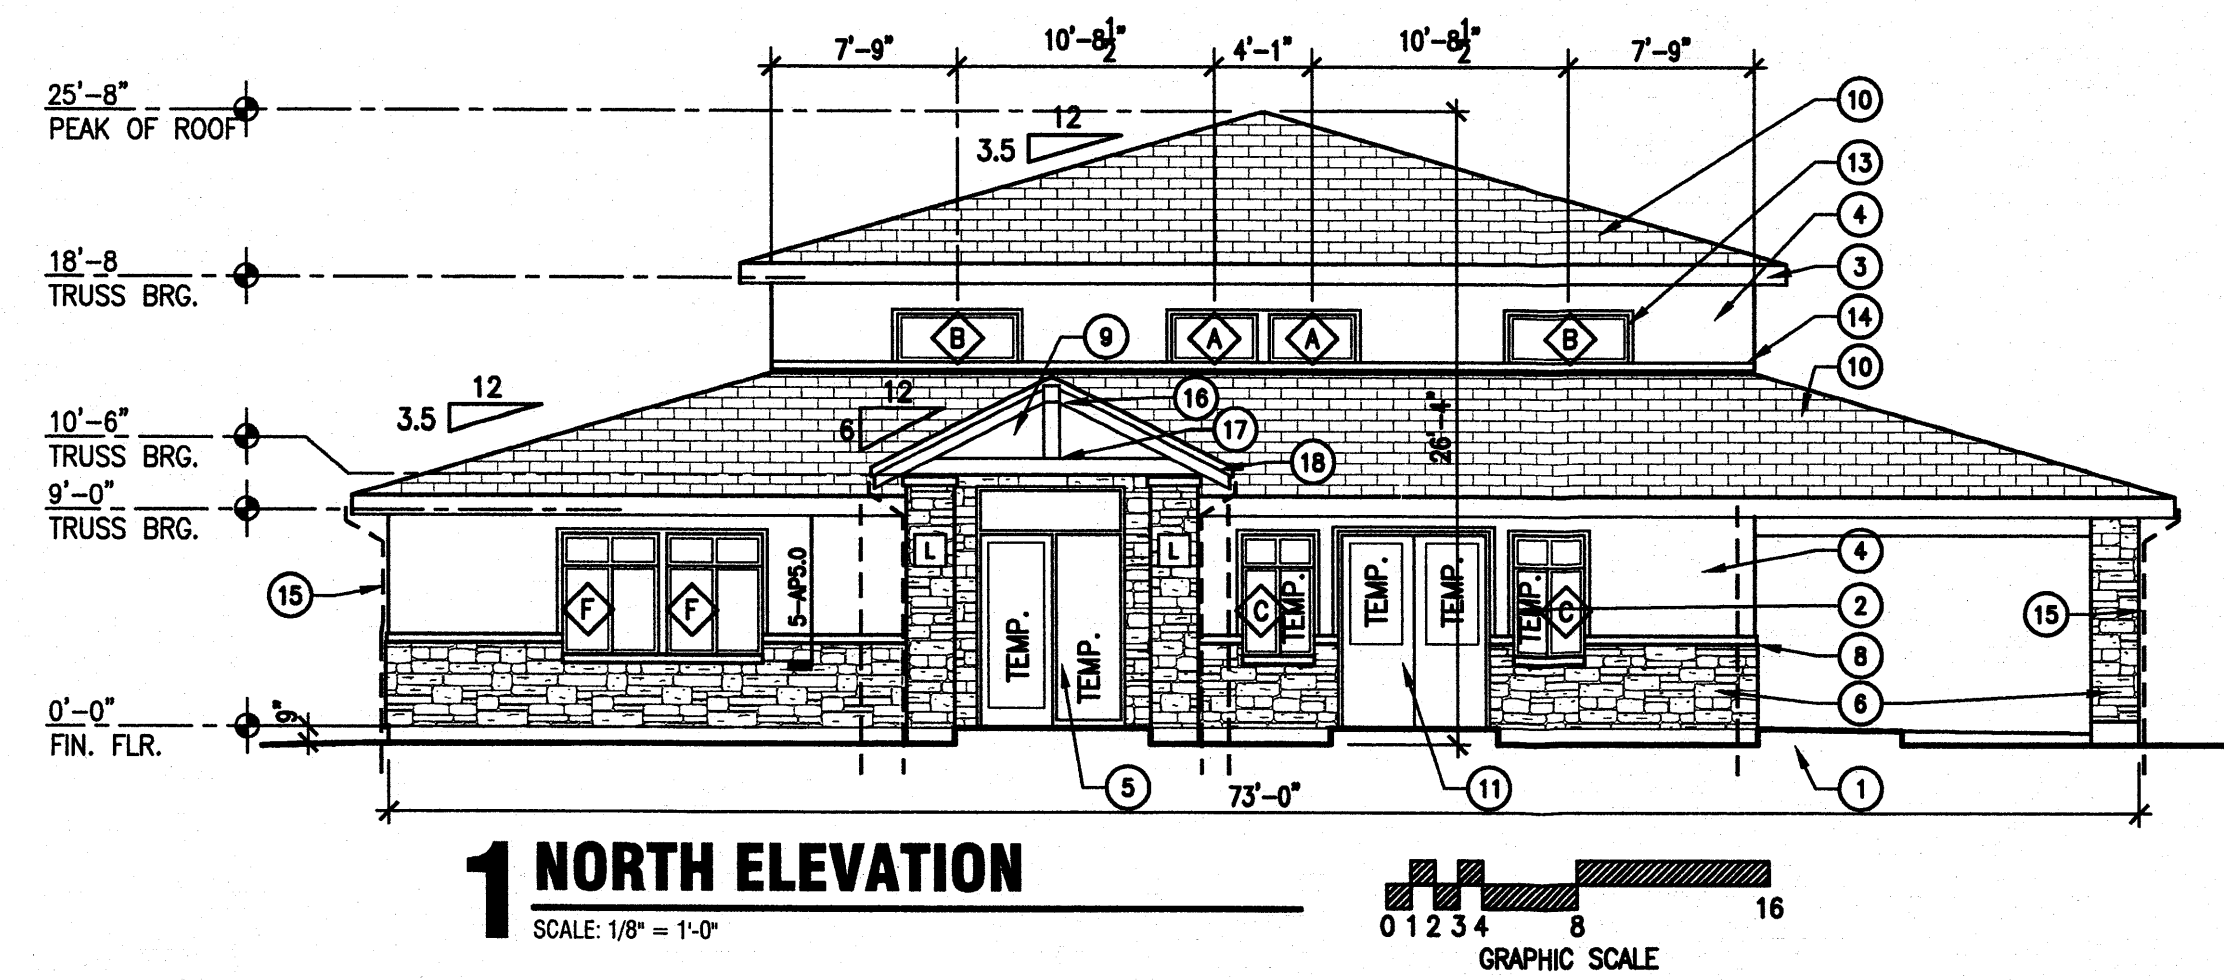 7'-9" 10'-8 1/2" 4'-1" 10'-8 1/2" 7'-9"
25'-8"
PEAK OF ROOF
12
3.5
10
13
4
18'-8
TRUSS BRG.
3
14
B A A B
9
10
12
3.5
12
6
16
17
18
26'-4"
10'-6"
TRUSS BRG.
9'-0"
TRUSS BRG.
15
F F
5-AP5.0
L L
TEMP. TEMP.
C TEMP.
TEMP. TEMP.
TEMP. C
4
2
15
8
6
0'-0"
FIN. FLR.
9"
5
11
1
73'-0"
1 NORTH ELEVATION
SCALE: 1/8" = 1'-0"
0 1 2 3 4 8 16
GRAPHIC SCALE